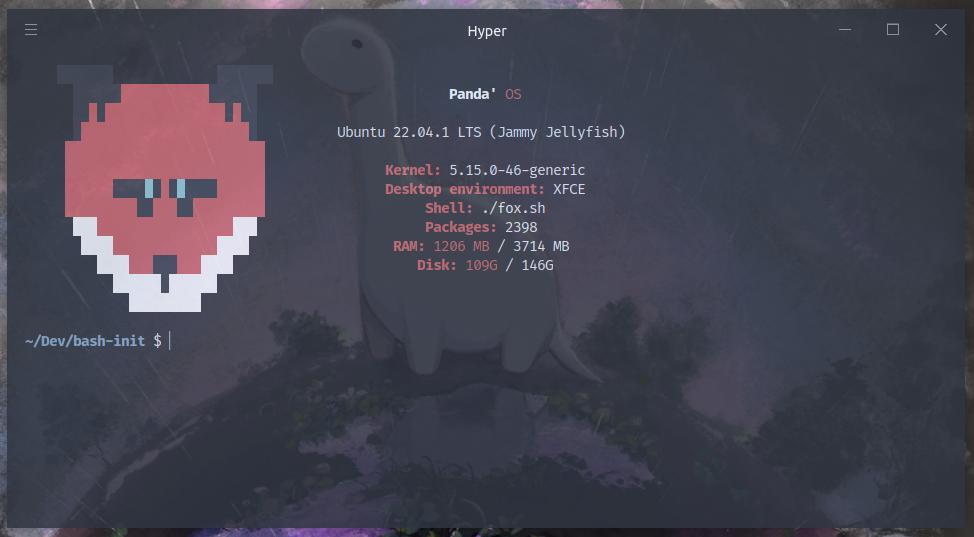 Hyper
Panda' OS
Ubuntu 22.04.1 LTS (Jammy Jellyfish)
Kernel: 5.15.0-46-generic
Desktop environment: XFCE
Shell: ./fox.sh
Packages: 2398
RAM: 1206 MB / 3714 MB
Disk: 109G / 146G
~/Dev/bash-init $